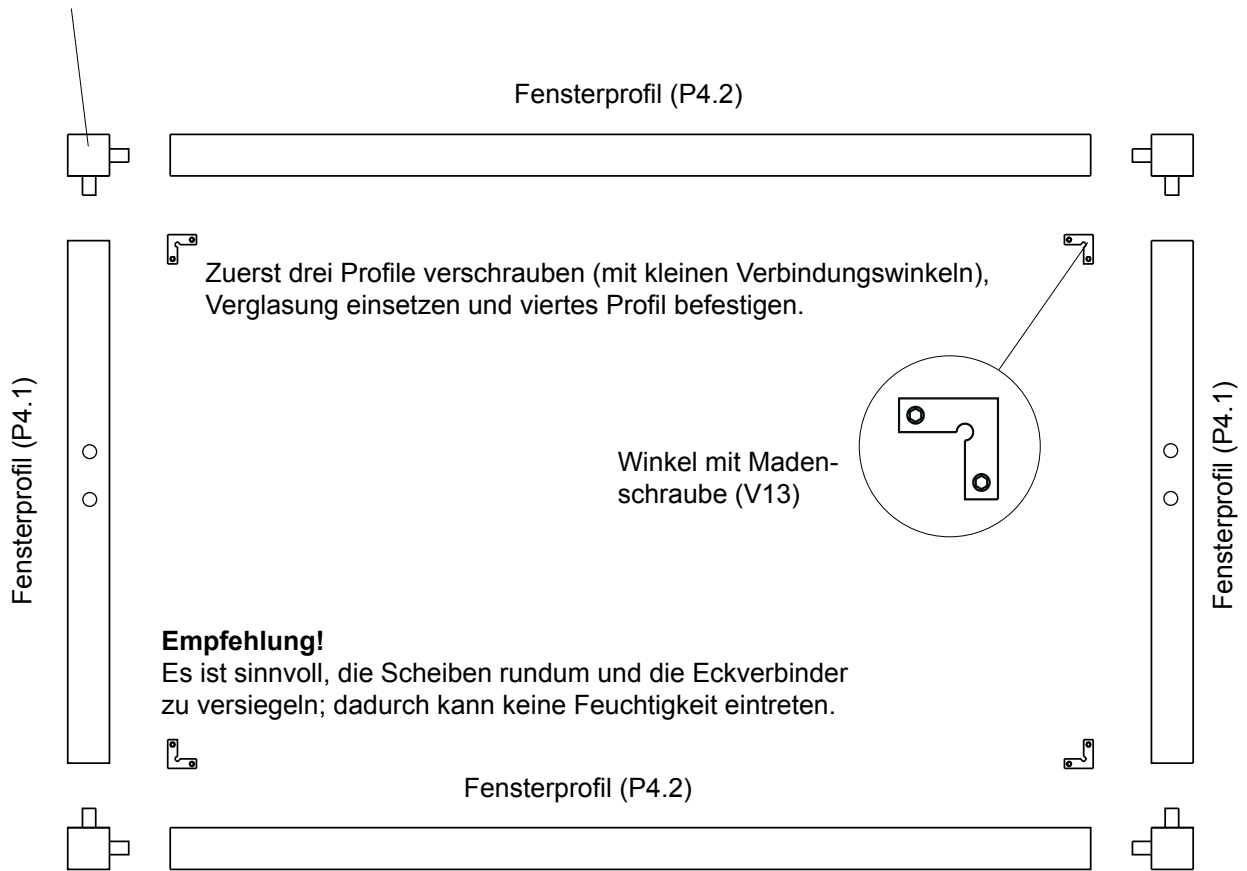 Fensterprofil (P4.2)
Zuerst drei Profile verschrauben (mit kleinen Verbindungswinkeln),
Verglasung einsetzen und viertes Profil befestigen.
Fensterprofil (P4.1)
Fensterprofil (P4.1)
Winkel mit Maden-
schraube (V13)
Empfehlung!
Es ist sinnvoll, die Scheiben rundum und die Eckverbinder
zu versiegeln; dadurch kann keine Feuchtigkeit eintreten.
Fensterprofil (P4.2)